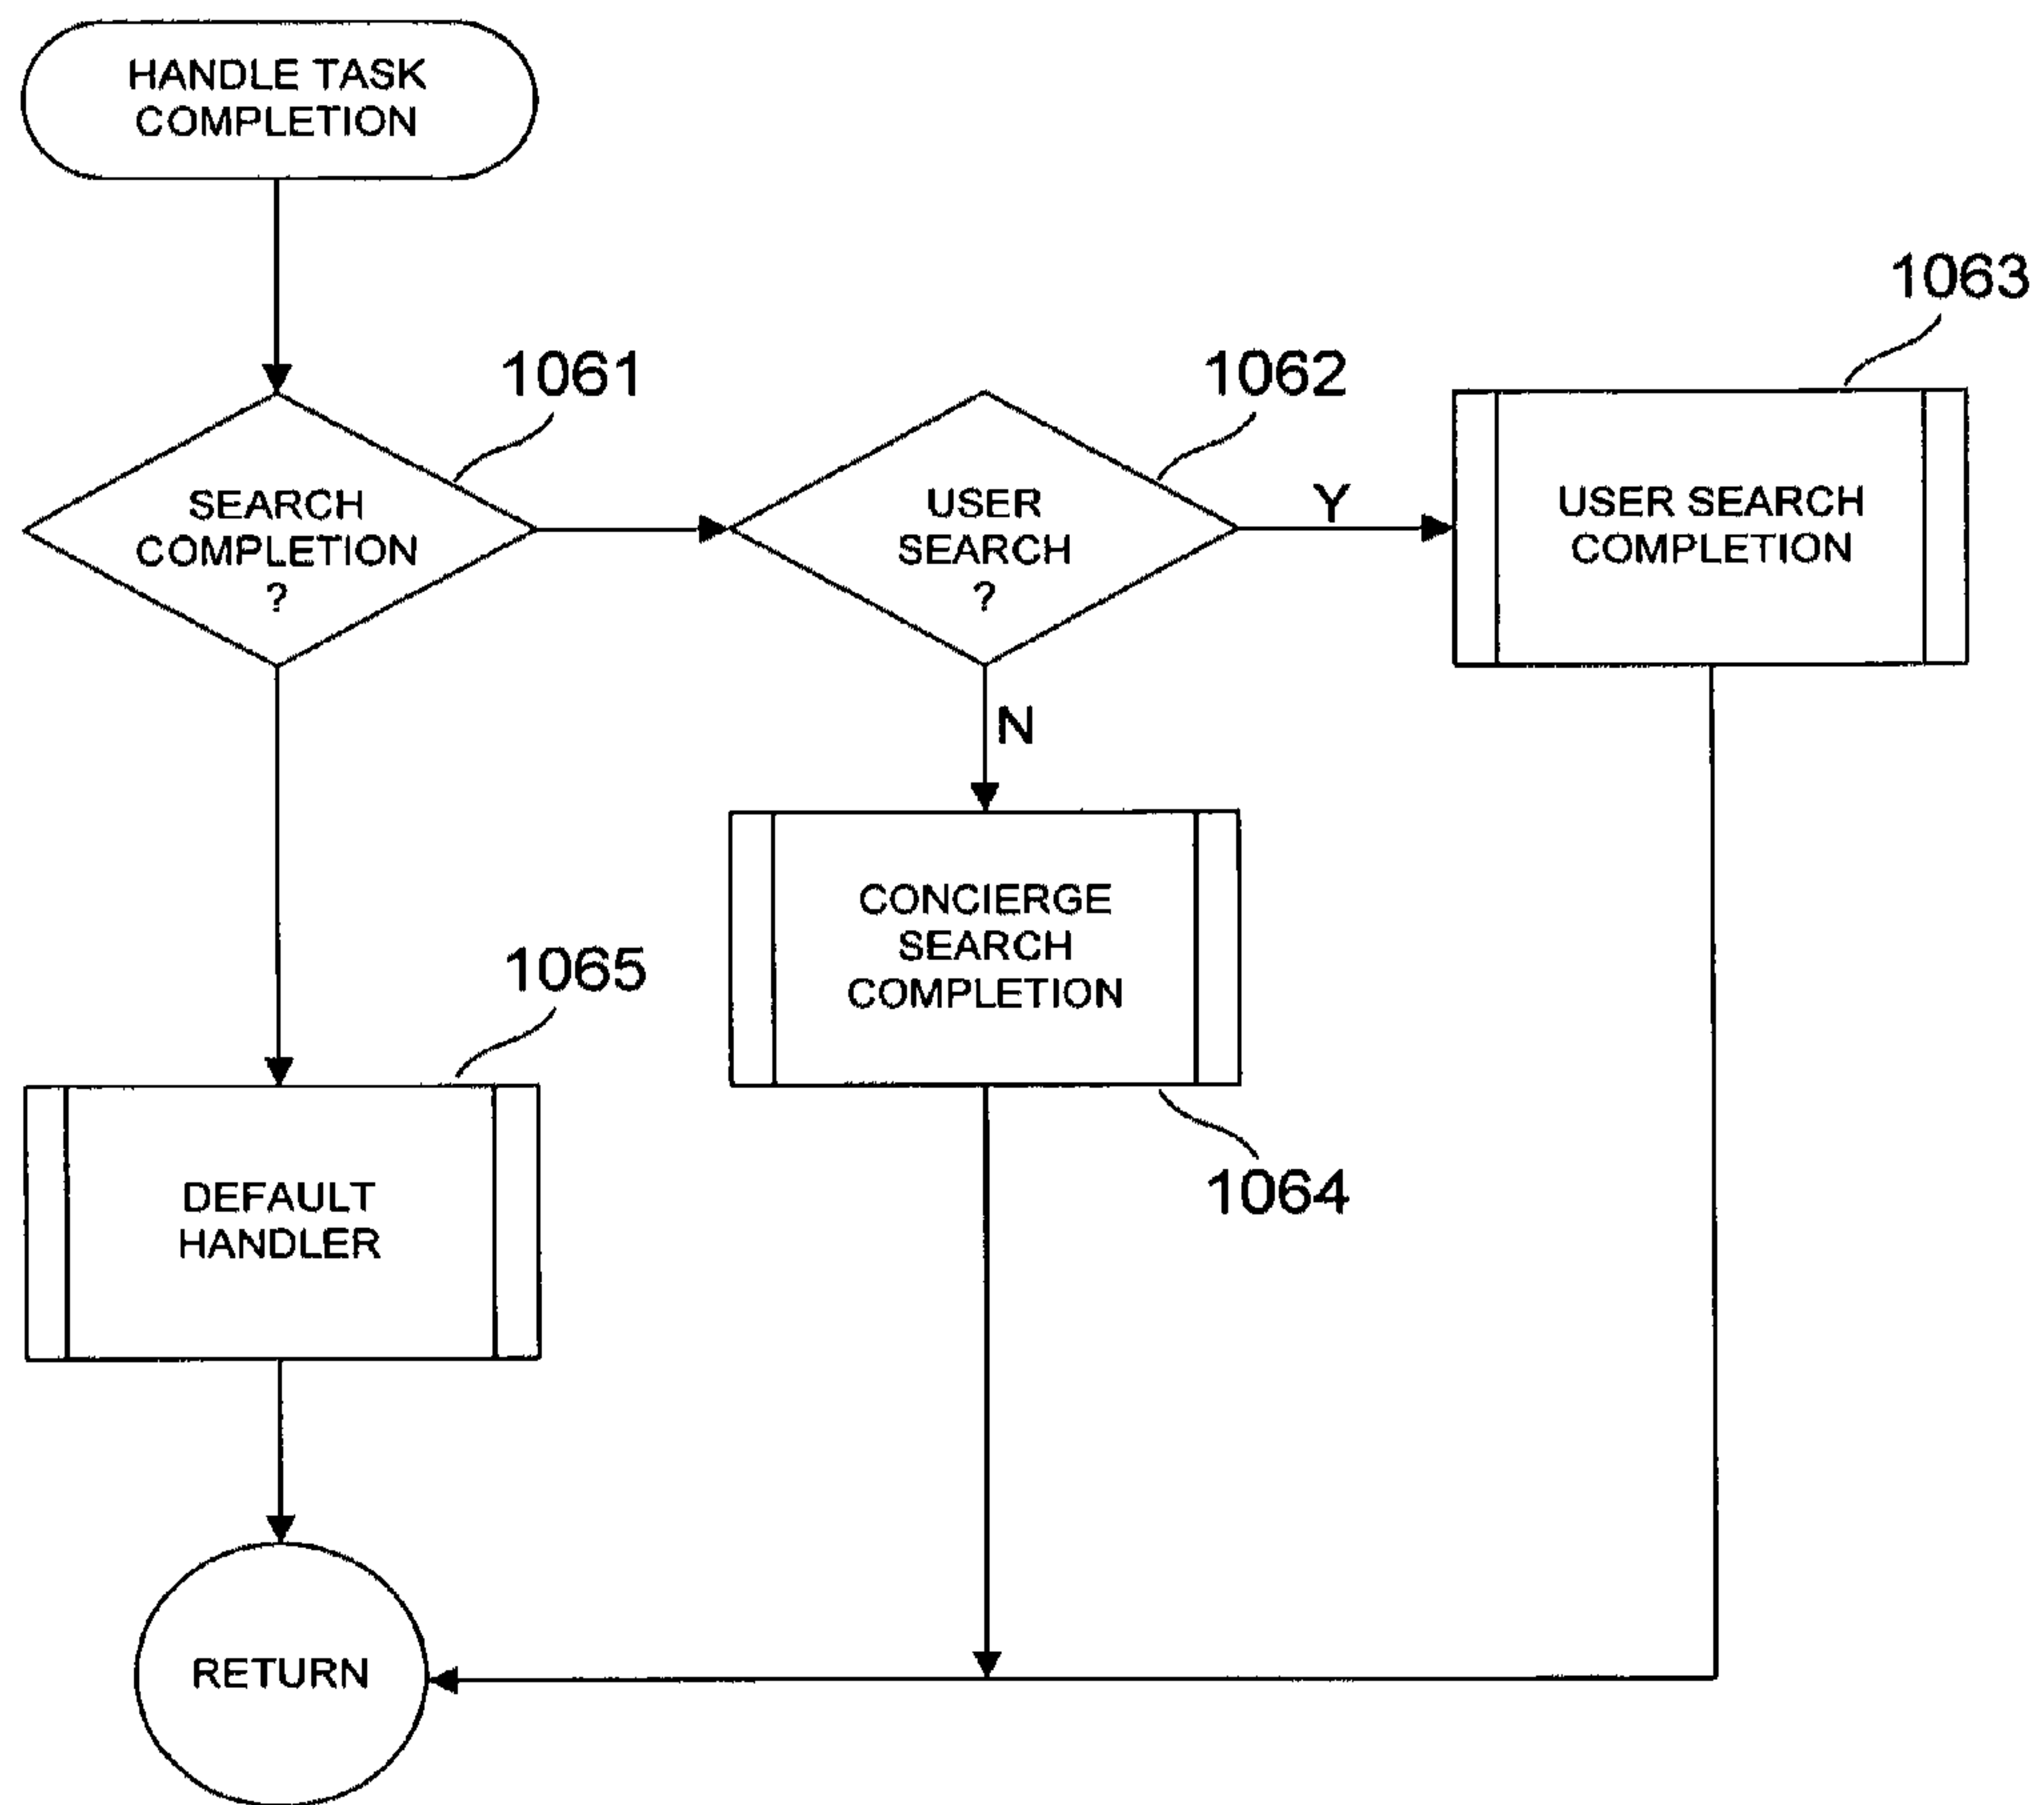 HANDLE TASK
COMPLETION
1063
1061
1062
SEARCH
COMPLETION
?
USER
SEARCH
?
Y
USER SEARCH
COMPLETION
N
CONCIERGE
SEARCH
COMPLETION
1065
1064
DEFAULT
HANDLER
RETURN